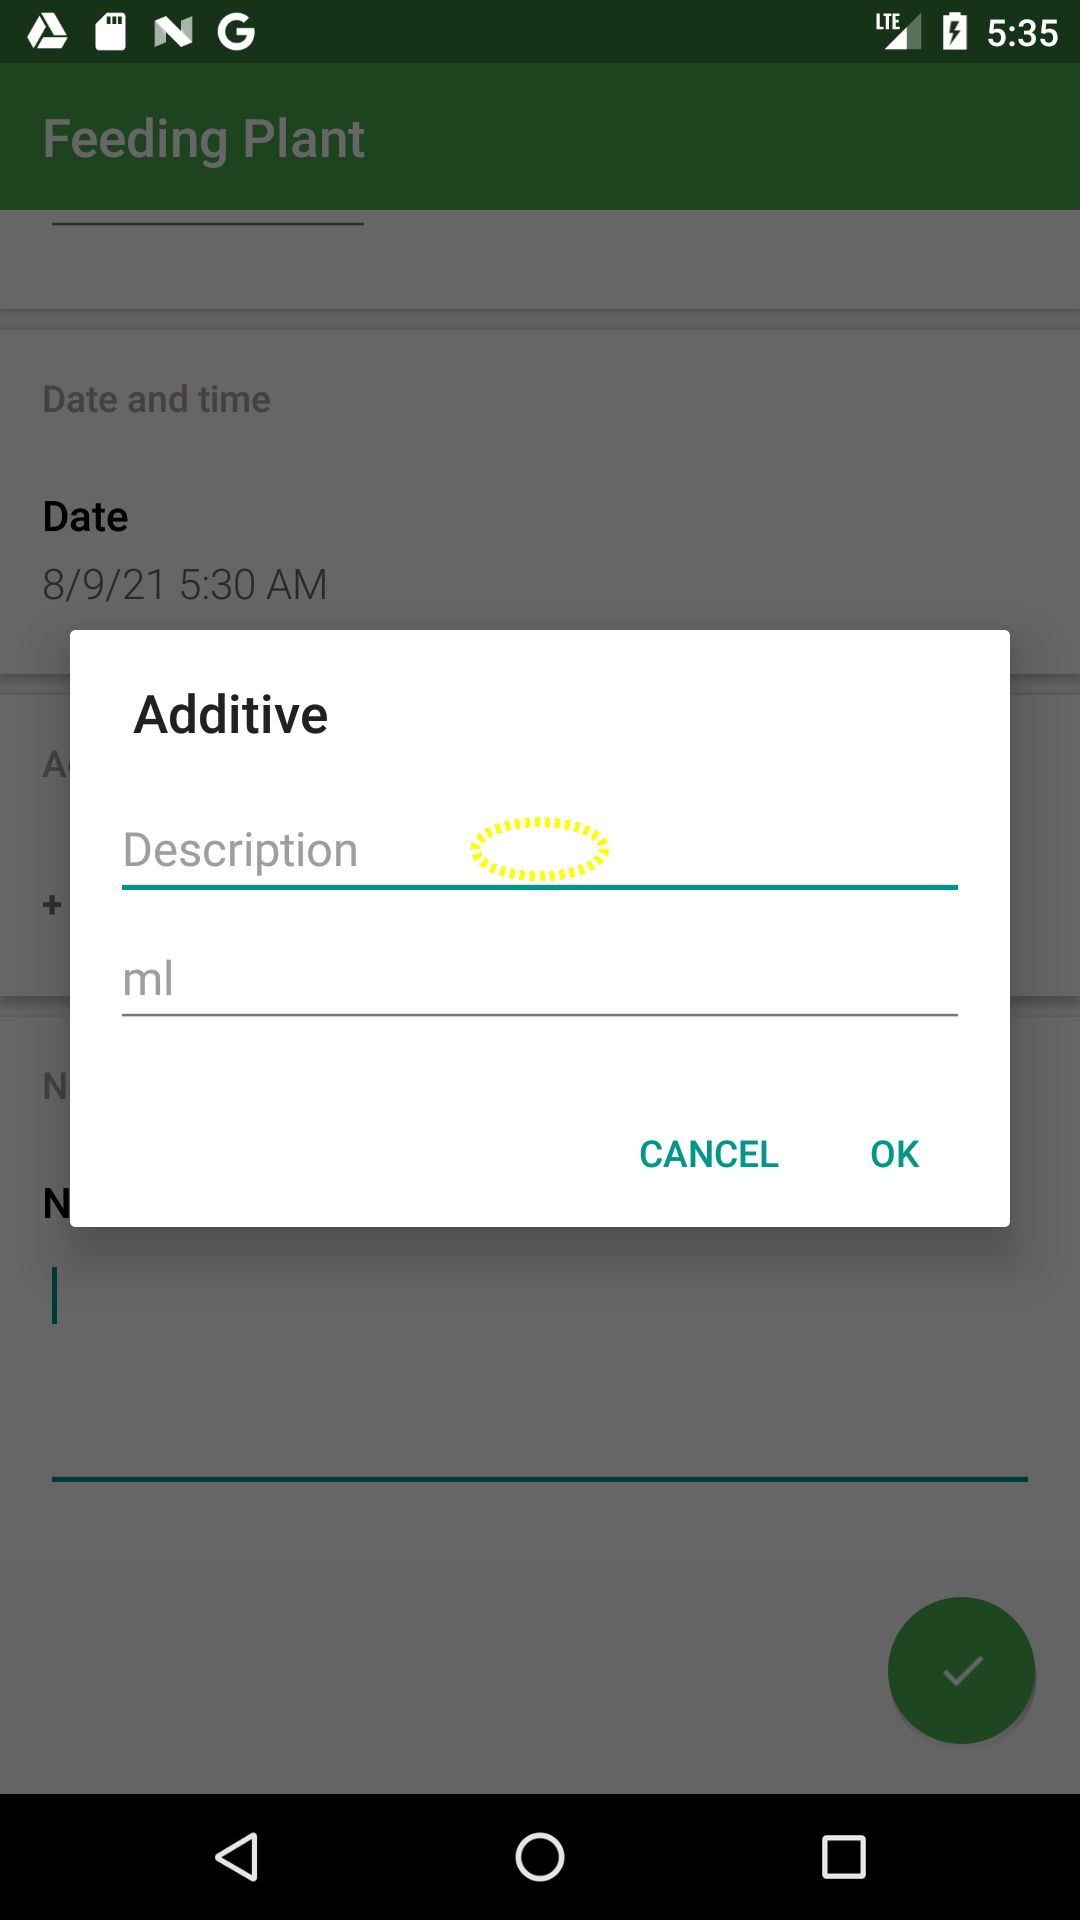 LTE 5:35
Feeding Plant
Date and time
Date
8/9/21 5:30 AM
Additive
Description
ml
CANCEL OK